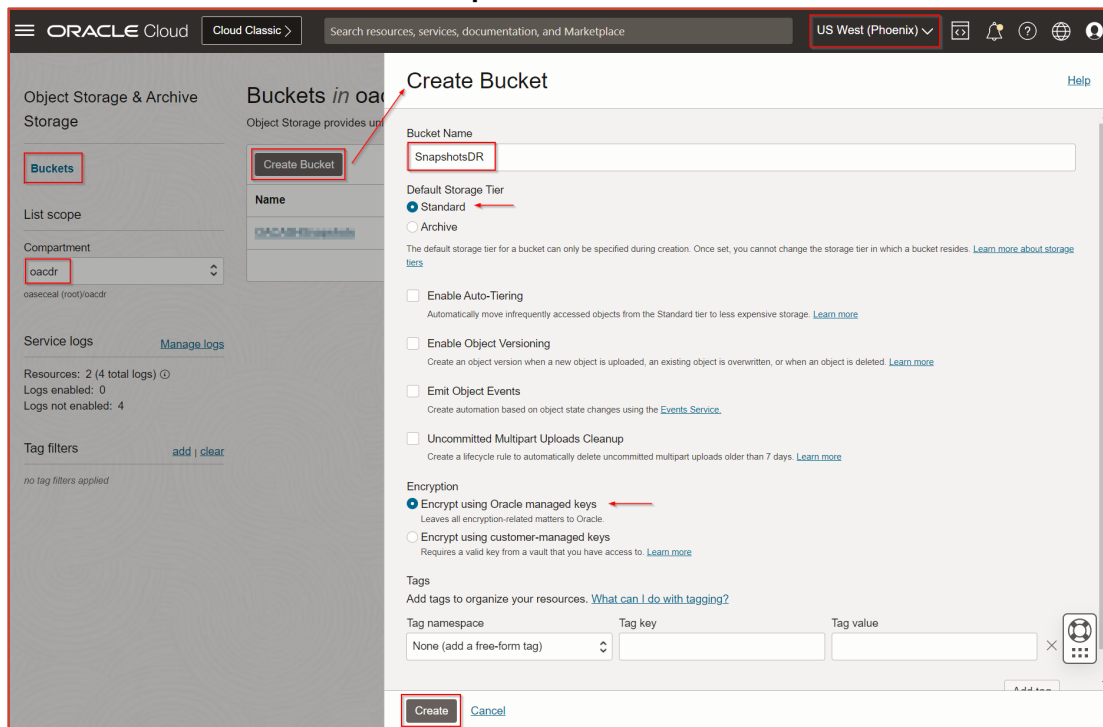 ORACLE Cloud
Cloud Classic >
Search resources, services, documentation, and Marketplace
US West (Phoenix)
Object Storage & Archive
Storage
Buckets
List scope
Compartment
oacdr
oaseceal (root)/oacdr
Service logs Manage logs
Resources: 2 (4 total logs)
Logs enabled: 0
Logs not enabled: 4
Tag filters add | clear
no tag filters applied
Buckets in
Object Storage provides
Create Bucket
Name
Create Bucket
Help
Bucket Name
SnapshotsDR
Default Storage Tier
Standard
Archive
The default storage tier for a bucket can only be specified during creation. Once set, you cannot change the storage tier in which a bucket resides. Learn more about storage
tiers
Enable Auto-Tiering
Automatically move infrequently accessed objects from the Standard tier to less expensive storage. Learn more
Enable Object Versioning
Create an object version when a new object is uploaded, an existing object is overwritten, or when an object is deleted. Learn more
Emit Object Events
Create automation based on object state changes using the Events Service.
Uncommitted Multipart Uploads Cleanup
Create a lifecycle rule to automatically delete uncommitted multipart uploads older than 7 days. Learn more
Encryption
Encrypt using Oracle managed keys
Leaves all encryption-related matters to Oracle.
Encrypt using customer-managed keys
Requires a valid key from a vault that you have access to. Learn more
Tags
Add tags to organize your resources. What can I do with tagging?
Tag namespace Tag key Tag value
None (add a free-form tag)
Create Cancel